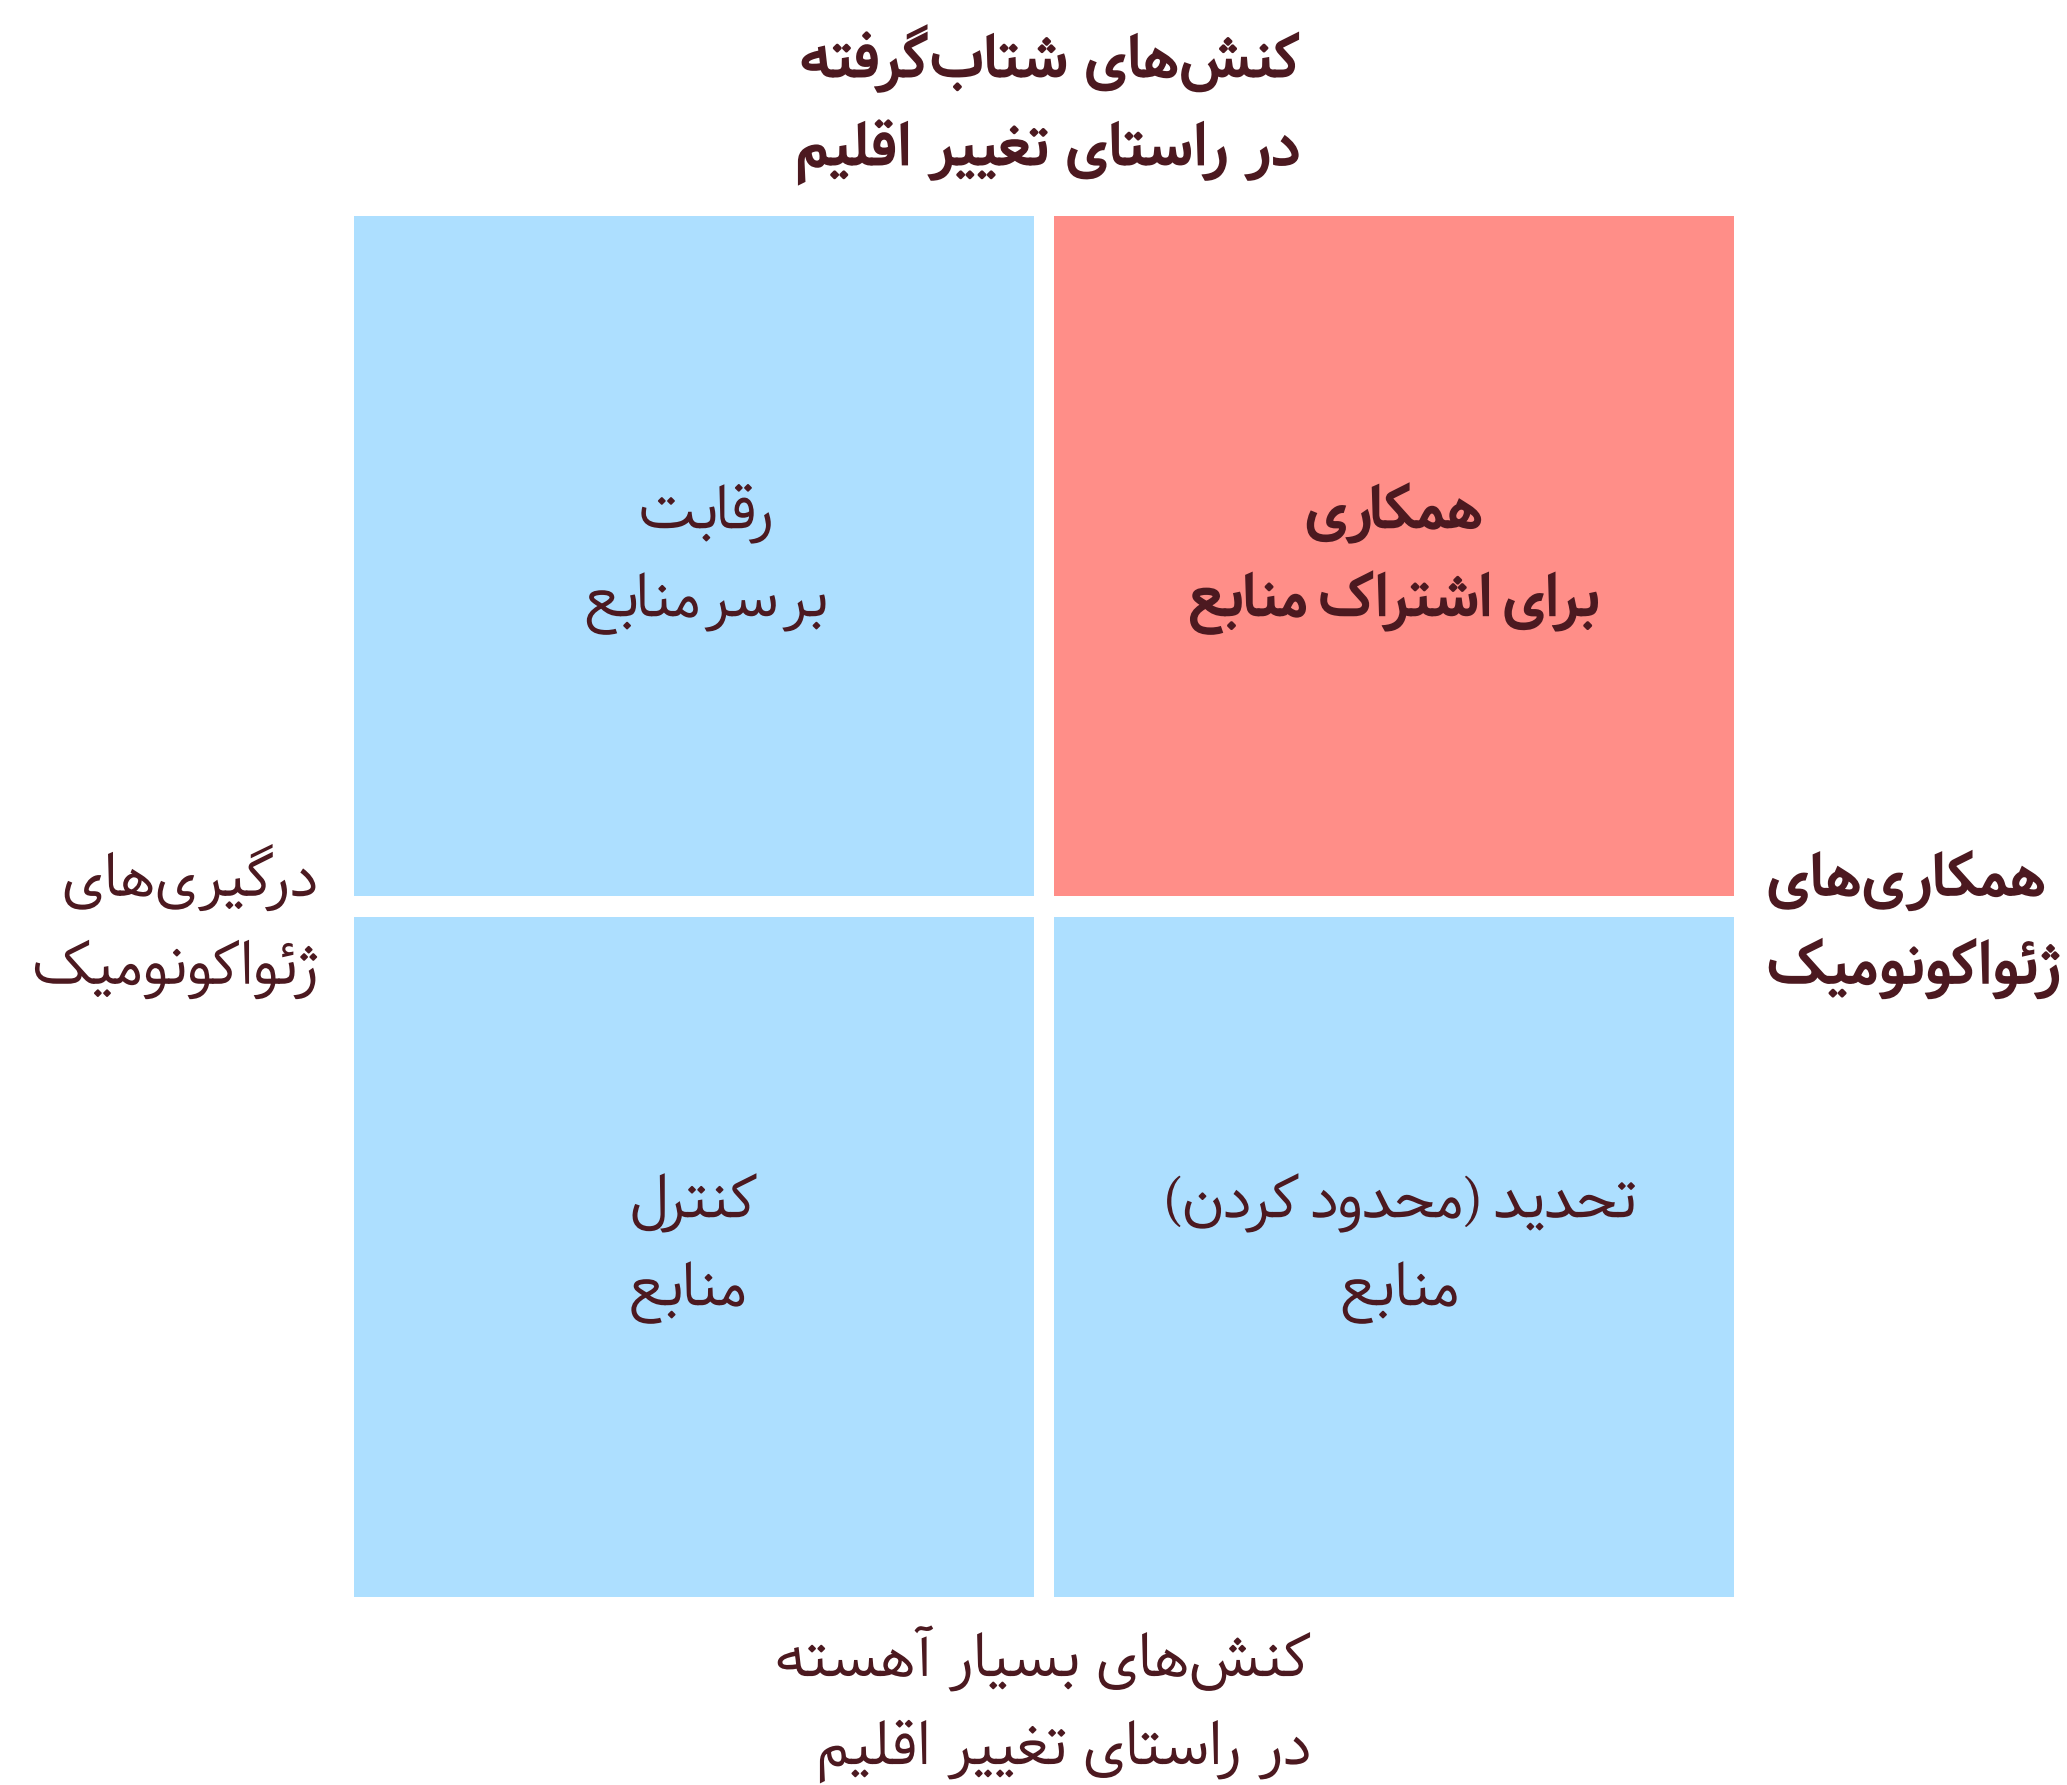 کنش‌های شتاب‌گرفته
در راستای تغییر اقلیم
همکاری
برای اشتراک منابع
رقابت
بر سر منابع
همکاری‌های
ژئواکونومیک
درگیری‌های
ژئواکونومیک
تحدید (محدود کردن)
منابع
کنترل
منابع
کنش‌های بسیار آهسته
در راستای تغییر اقلیم